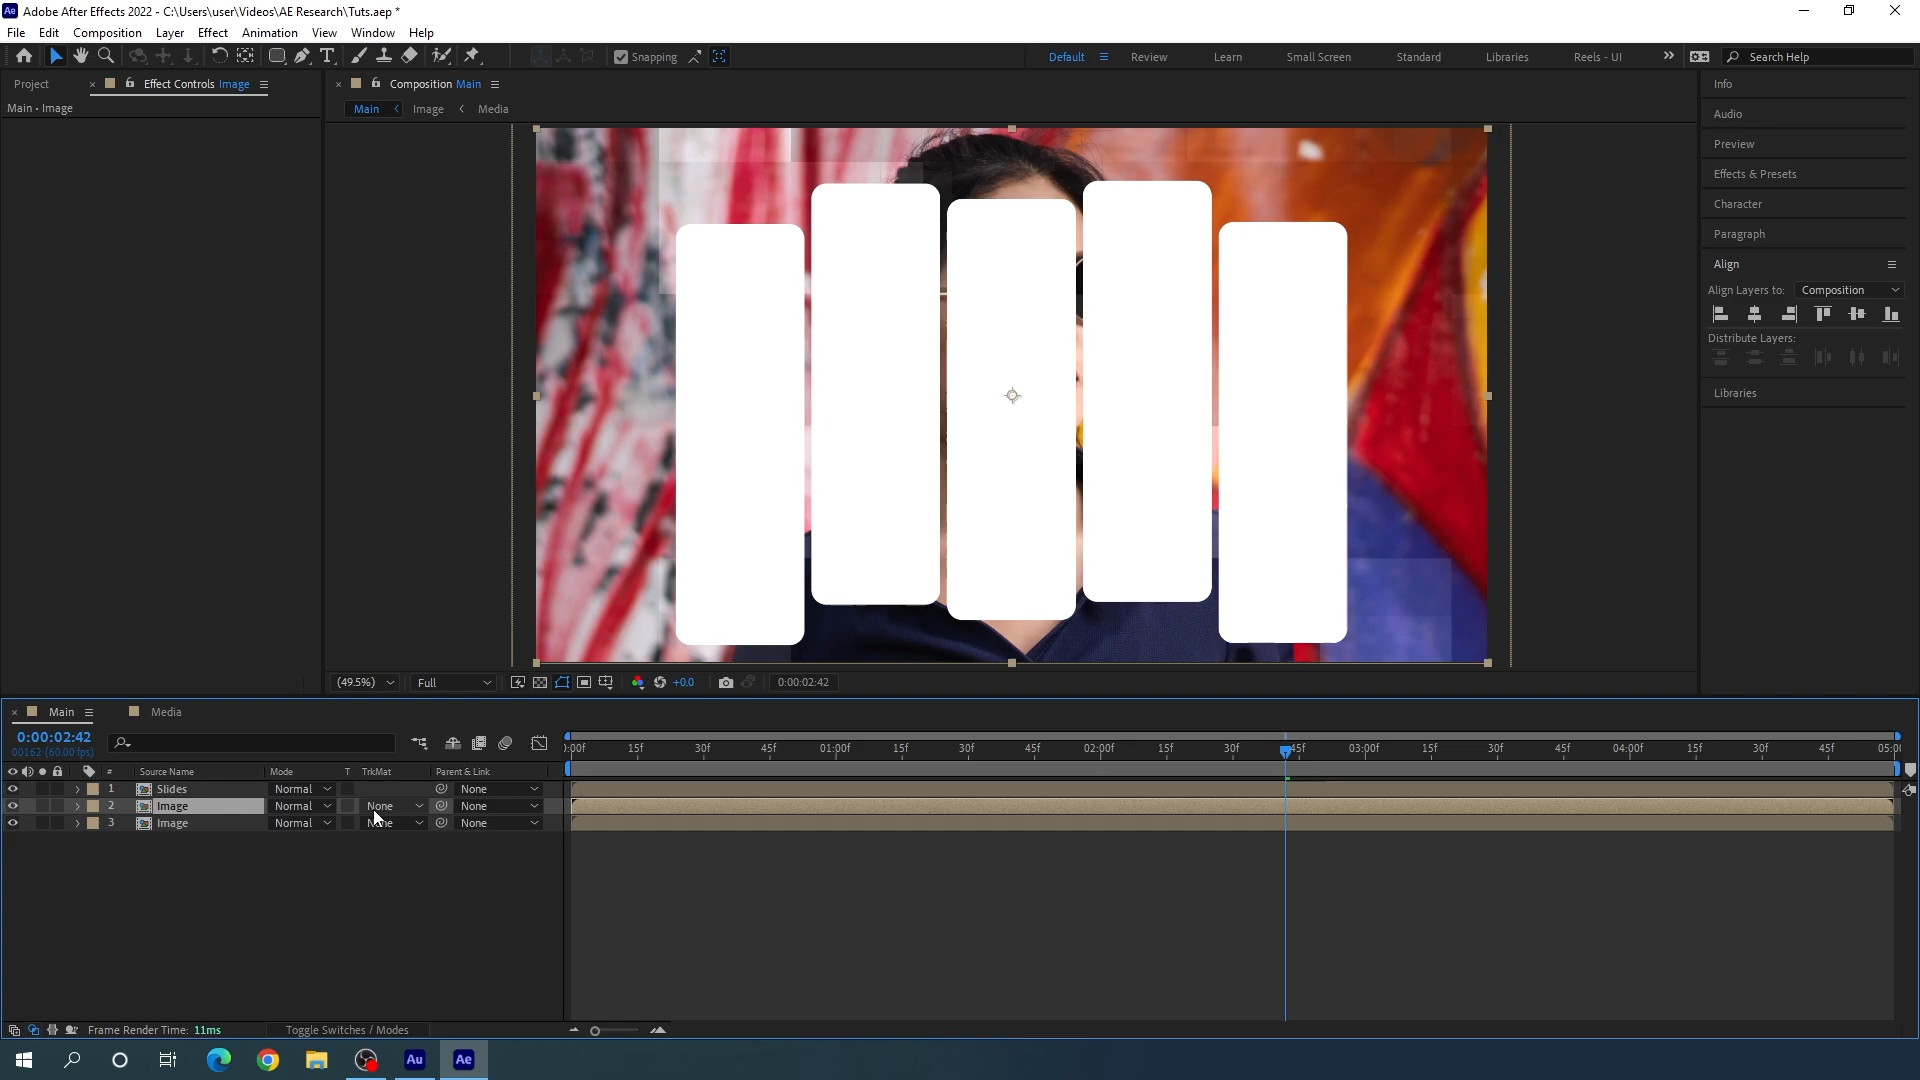 Ae Adobe After Effects 2022 - C:\Users\user\Videos\AE Research\Tuts.aep *
File Edit Composition Layer Effect Animation View Window Help
T Snapping Default Review Learn Small Screen Standard Libraries Reels - UI » Search Help
Project × Effect Controls Image
Main • Image
× Composition Main
Main < Image < Media
Info
Audio
Preview
Effects & Presets
Character
Paragraph
Align
Align Layers to: Composition
Distribute Layers:
Libraries
(49.5%) Full +0.0 0:00:02:42
× Main Media
0:00:02:42
00162 (60.00 fps)
):00f 15f 30f 45f 01:00f 15f 30f 45f 02:00f 15f 30f 45f 03:00f 15f 30f 45f 04:00f 15f 30f 45f 05:0(
# Source Name Mode T TrkMat Parent & Link
1 Slides Normal None
2 Image Normal None None
3 Image Normal None None
Frame Render Time: 11ms Toggle Switches / Modes
Au Ae